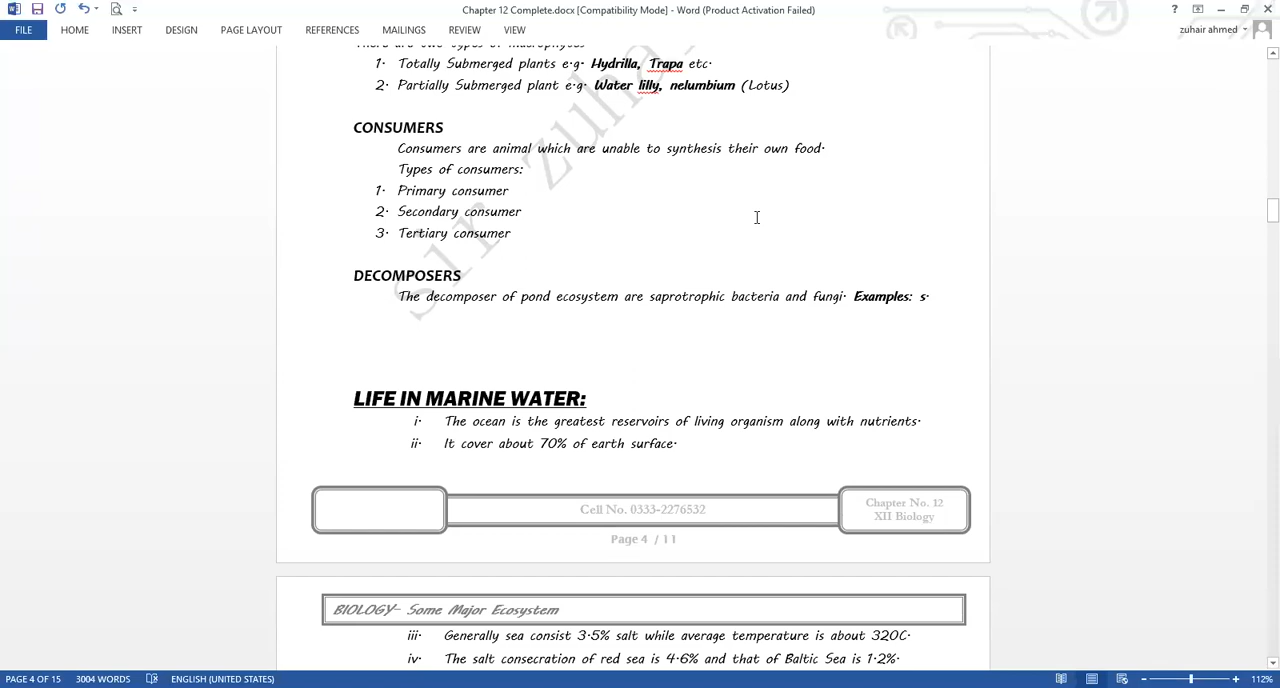 Chapter 12 Complete.docx [Compatibility Mode] - Word (Product Activation Failed)
FILE HOME INSERT DESIGN PAGE LAYOUT REFERENCES MAILINGS REVIEW VIEW zuhair ahmed
There are two types of macrophytes
1. Totally Submerged plants e.g. Hydrilla, Trapa etc.
2. Partially Submerged plant e.g. Water lilly, nelumbium (Lotus)
CONSUMERS
Consumers are animal which are unable to synthesis their own food.
Types of consumers:
1. Primary consumer
2. Secondary consumer
3. Tertiary consumer
DECOMPOSERS
The decomposer of pond ecosystem are saprotrophic bacteria and fungi. Examples: s.
sir zuha
LIFE IN MARINE WATER:
i. The ocean is the greatest reservoirs of living organism along with nutrients.
ii. It cover about 70% of earth surface.
Cell No. 0333-2276532
Chapter No. 12
XII Biology
Page 4 / 11
BIOLOGY- Some Major Ecosystem
iii. Generally sea consist 3.5% salt while average temperature is about 320C.
iv. The salt consecration of red sea is 4.6% and that of Baltic Sea is 1.2%.
PAGE 4 OF 15 3004 WORDS ENGLISH (UNITED STATES) 112%